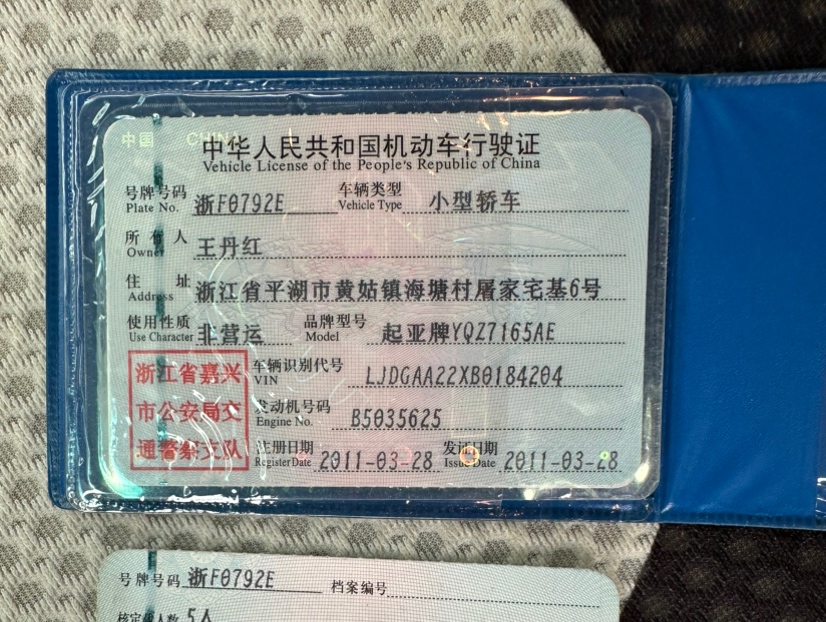 中国 CHINA
中华人民共和国机动车行驶证
Vehicle License of the People's Republic of China
号牌号码 浙F0792E 车辆类型 小型轿车
Plate No. Vehicle Type
所有人 王丹红
Owner
住址 浙江省平湖市黄姑镇海塘村屠家宅基6号
Address
使用性质 非营运 品牌型号 起亚牌YQZ7165AE
Use Character Model
浙江省嘉兴
市公安局交
通警察支队
车辆识别代号 LJDGAA22XB0184204
VIN
发动机号码 B5035625
Engine No.
注册日期 2011-03-28 发证日期 2011-03-28
Register Date Issue Date
号牌号码 浙F0792E 档案编号
核定载人数 5人